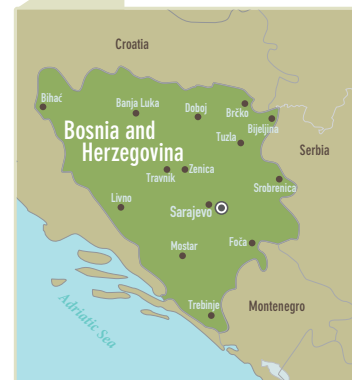 Croatia
Bihać
Banja Luka
Doboj
Brčko
Bijeljina
Bosnia and
Herzegovina
Tuzla
Serbia
Travnik
Zenica
Srobrenica
Livno
Sarajevo
Mostar
Foča
Adriatic Sea
Trebinje
Montenegro